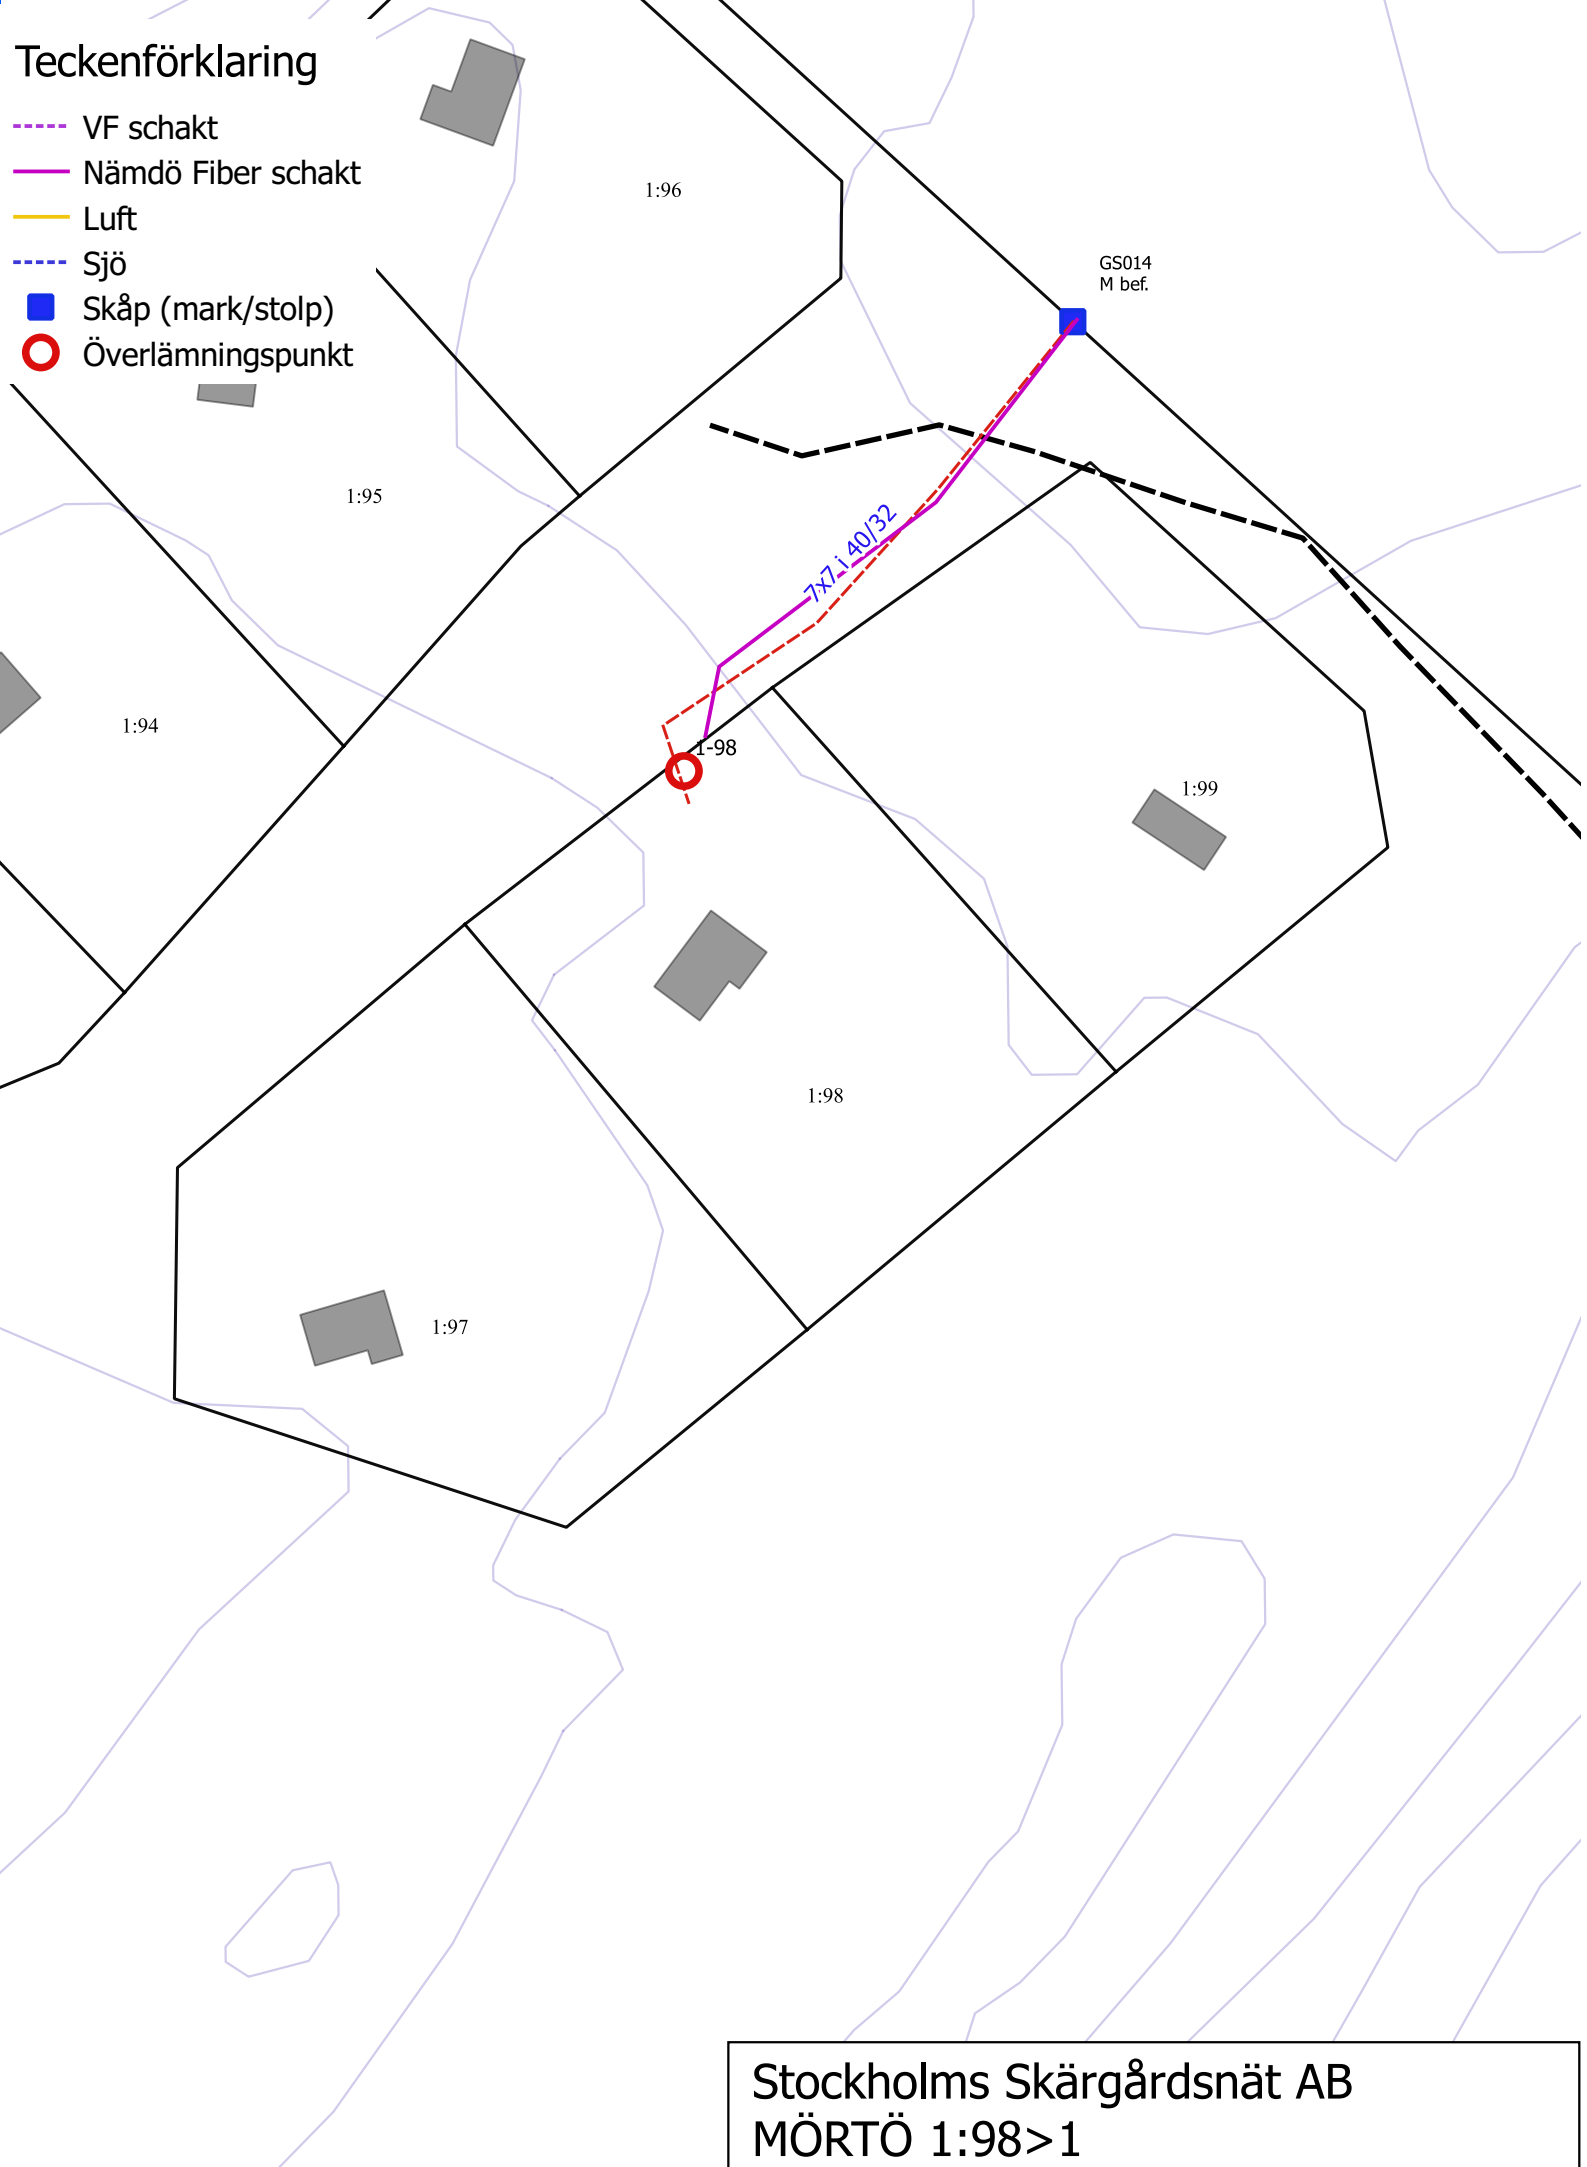 Teckenförklaring
VF schakt
Nämdö Fiber schakt
Luft
Sjö
Skåp (mark/stolp)
Överlämningspunkt
1:96
GS014
M bef.
1:95
7x7 i 40/32
1:94
1-98
1:99
1:98
1:97
Stockholms Skärgårdsnät AB
MÖRTÖ 1:98>1